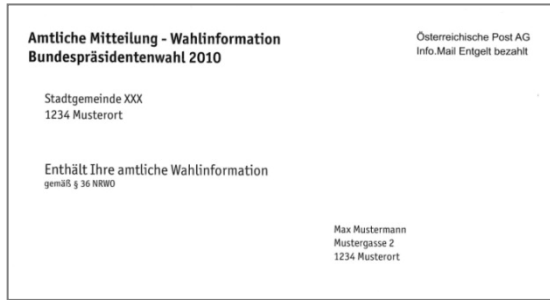 Amtliche Mitteilung - Wahlinformation
Bundespräsidentenwahl 2010
Österreichische Post AG
Info.Mail Entgelt bezahlt
Stadtgemeinde XXX
1234 Musterort
Enthält Ihre amtliche Wahlinformation
gemäß § 36 NRWO
Max Mustermann
Mustergasse 2
1234 Musterort